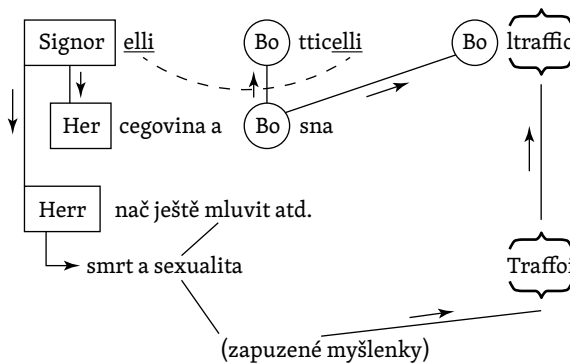 Signor elli Bo tticelli Bo ltraffio
Her cegovina a Bo sna
Herr nač ještě mluvit atd.
smrt a sexualita Traffoi
(zapuzené myšlenky)